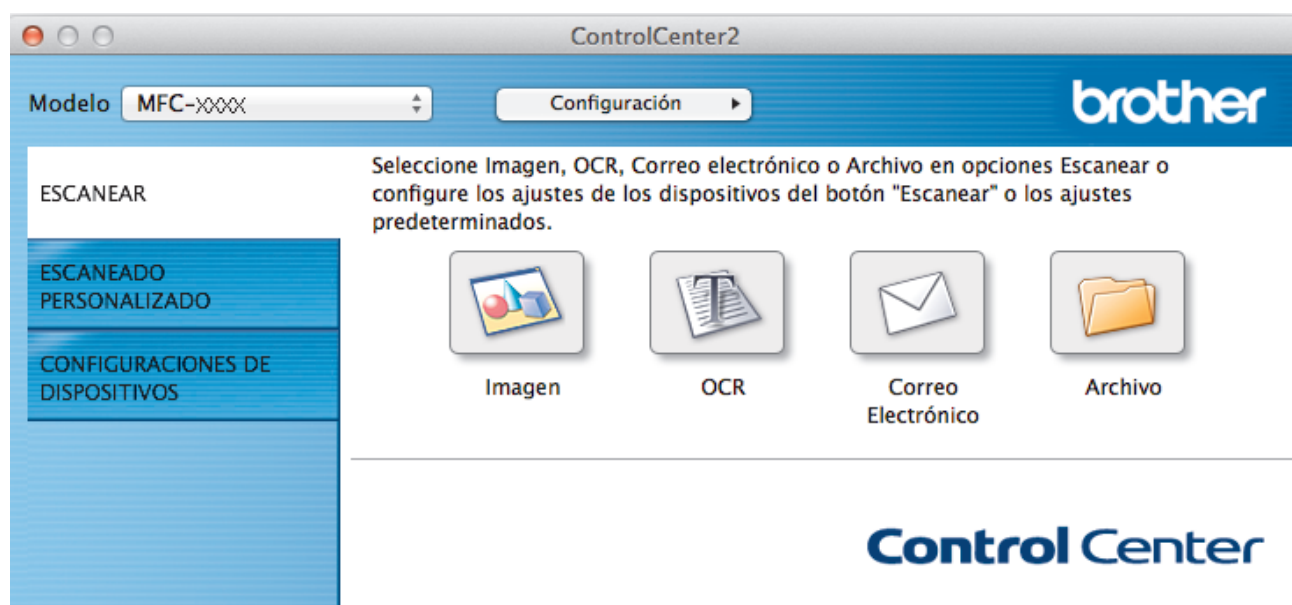 ControlCenter2
Modelo
MFC-XXXX
Configuración
brother
ESCANEAR
ESCANEADO
PERSONALIZADO
CONFIGURACIONES DE
DISPOSITIVOS
Seleccione Imagen, OCR, Correo electrónico o Archivo en opciones Escanear o
configure los ajustes de los dispositivos del botón "Escanear" o los ajustes
predeterminados.
Imagen
OCR
Correo
Electrónico
Archivo
Control Center